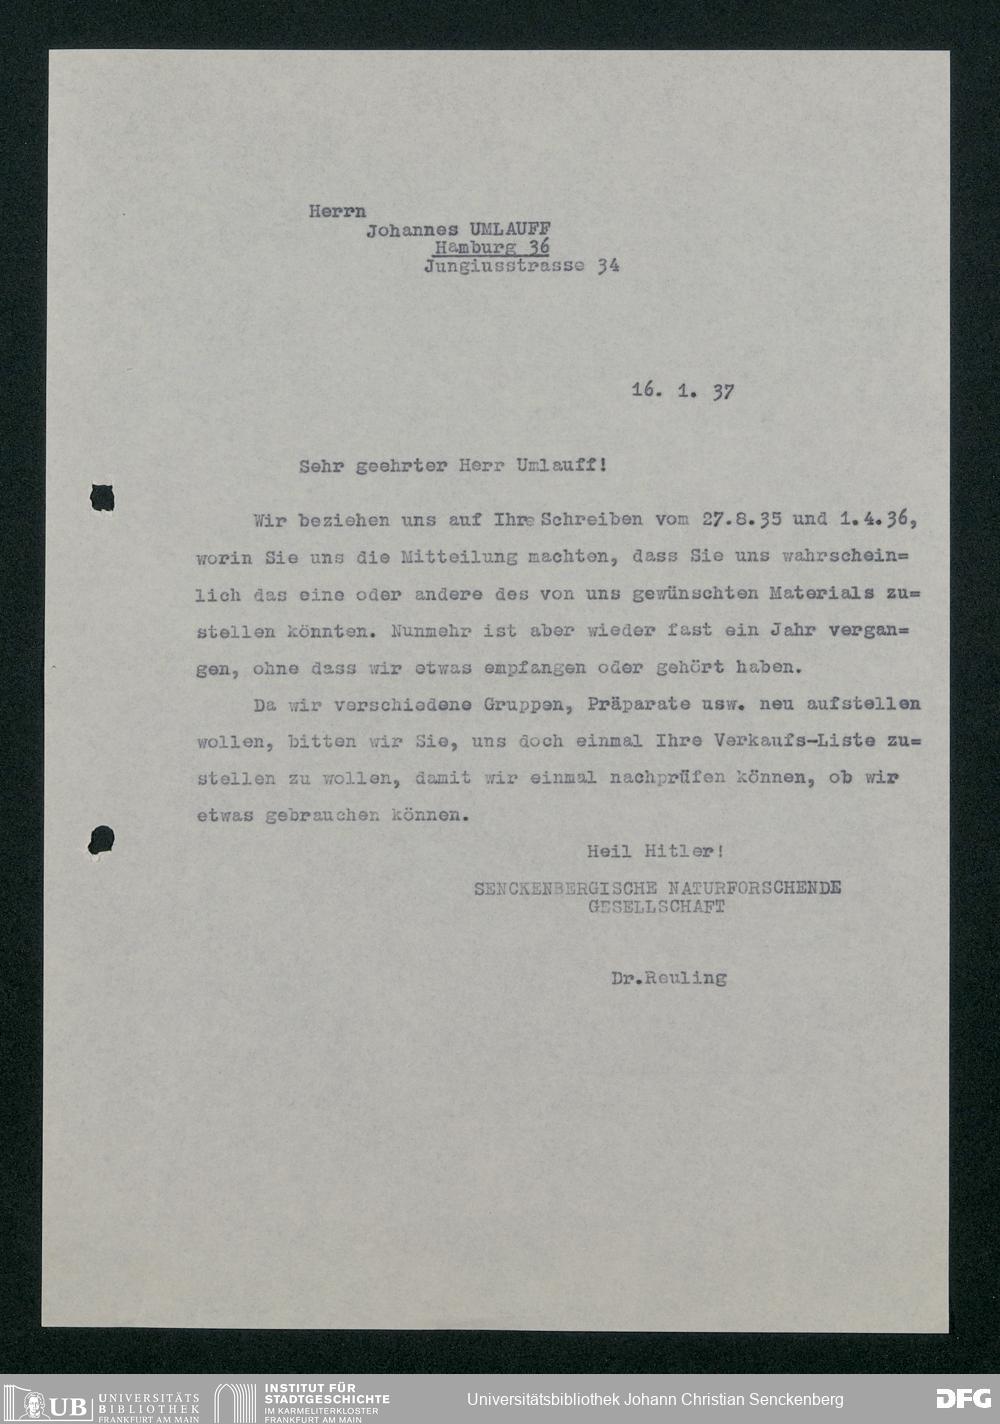 Herrn
Johannes UMLAUFF
Hamburg 36
Jungiusstrasse 34
16. 1. 37
Sehr geehrter Herr Umlauff!
Wir beziehen uns auf Ihre Schreiben vom 27.8.35 und 1.4.36,
worin Sie uns die Mitteilung machten, dass Sie uns wahrschein=
lich das eine oder andere des von uns gewünschten Materials zu=
stellen könnten. Nunmehr ist aber wieder fast ein Jahr vergan=
gen, ohne dass wir etwas empfangen oder gehört haben.
Da wir verschiedene Gruppen, Präparate usw. neu aufstellen
wollen, bitten wir Sie, uns doch einmal Ihre Verkaufs-Liste zu=
stellen zu wollen, damit wir einmal nachprüfen können, ob wir
etwas gebrauchen können.
Heil Hitler!
SENCKENBERGISCHE NATURFORSCHENDE
GESELLSCHAFT
Dr.Reuling
UB UNIVERSITÄTS
BIBLIOTHEK
FRANKFURT AM MAIN
INSTITUT FÜR
STADTGESCHICHTE
IM KARMELITERKLOSTER
FRANKFURT AM MAIN
Universitätsbibliothek Johann Christian Senckenberg
DFG